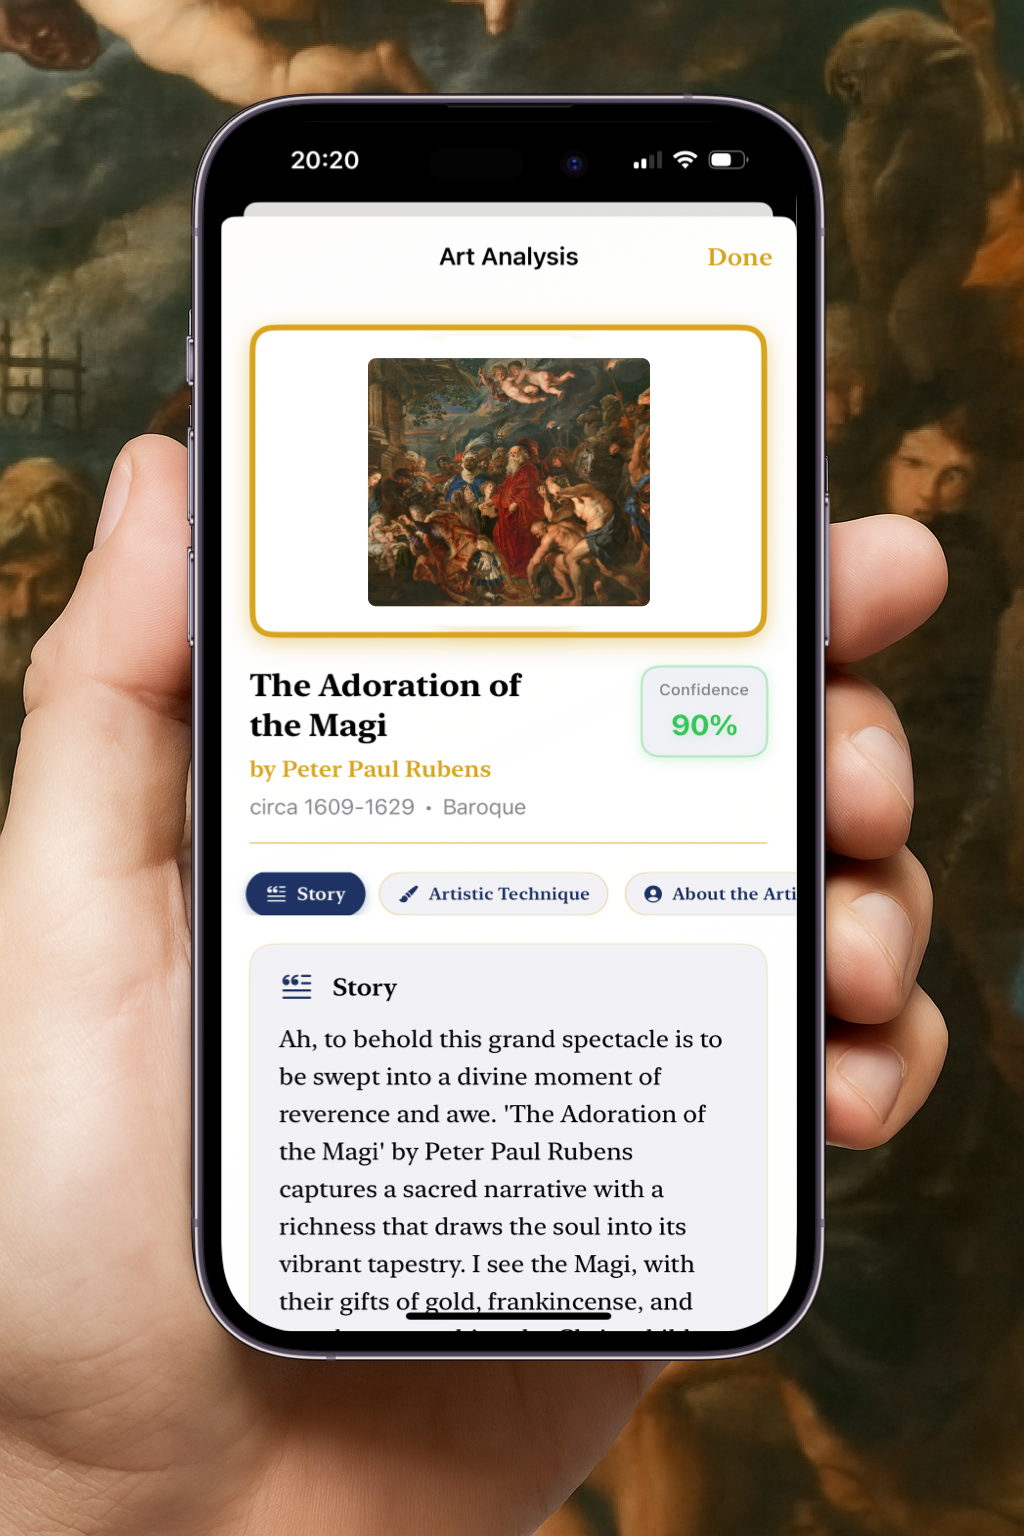 20:20
Art Analysis
Done
The Adoration of
the Magi
by Peter Paul Rubens
circa 1609-1629 • Baroque
Confidence
90%
Story
Artistic Technique
About the Arti
Story
Ah, to behold this grand spectacle is to
be swept into a divine moment of
reverence and awe. 'The Adoration of
the Magi' by Peter Paul Rubens
captures a sacred narrative with a
richness that draws the soul into its
vibrant tapestry. I see the Magi, with
their gifts of gold, frankincense, and